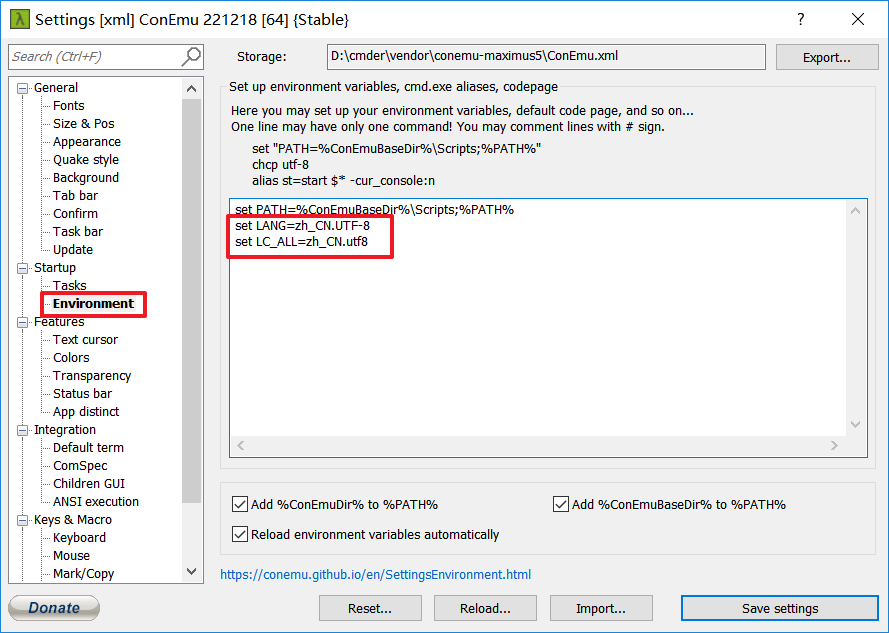 λ Settings [xml] ConEmu 221218 [64] {Stable} ?
Search (Ctrl+F)
Storage: D:\cmder\vendor\conemu-maximus5\ConEmu.xml Export...
General
Fonts
Size & Pos
Appearance
Quake style
Background
Tab bar
Confirm
Task bar
Update
Startup
Tasks
Environment
Features
Text cursor
Colors
Transparency
Status bar
App distinct
Integration
Default term
ComSpec
Children GUI
ANSI execution
Keys & Macro
Keyboard
Mouse
Mark/Copy
Set up environment variables, cmd.exe aliases, codepage
Here you may set up your environment variables, default code page, and so on...
One line may have only one command! You may comment lines with # sign.
set "PATH=%ConEmuBaseDir%\Scripts;%PATH%"
chcp utf-8
alias st=start $* -cur_console:n
set PATH=%ConEmuBaseDir%\Scripts;%PATH%
set LANG=zh_CN.UTF-8
set LC_ALL=zh_CN.utf8
Add %ConEmuDir% to %PATH% Add %ConEmuBaseDir% to %PATH%
Reload environment variables automatically
https://conemu.github.io/en/SettingsEnvironment.html
Donate Reset... Reload... Import... Save settings